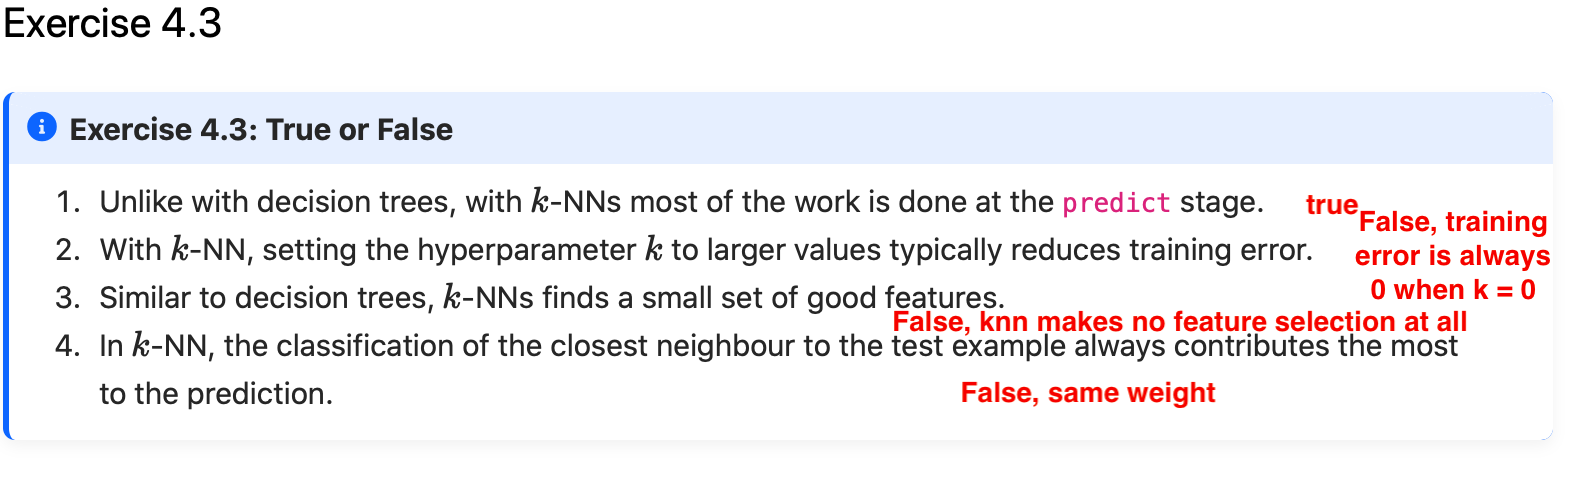 Exercise 4.3
Exercise 4.3: True or False
1. Unlike with decision trees, with k-NNs most of the work is done at the predict stage.
true
2. With k-NN, setting the hyperparameter k to larger values typically reduces training error.
False, training
error is always
0 when k = 0
3. Similar to decision trees, k-NNs finds a small set of good features.
False, knn makes no feature selection at all
4. In k-NN, the classification of the closest neighbour to the test example always contributes the most
to the prediction.
False, same weight